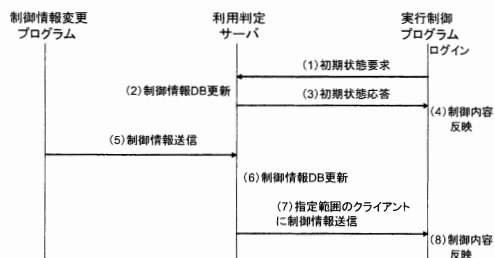 制御情報変更
プログラム
利用判定
サーバ
実行制御
プログラム
ログイン
(1)初期状態要求
(2)制御情報DB更新
(3)初期状態応答
(4)制御内容
反映
(5)制御情報送信
(6)制御情報DB更新
(7)指定範囲のクライアント
に制御情報送信
(8)制御内容
反映